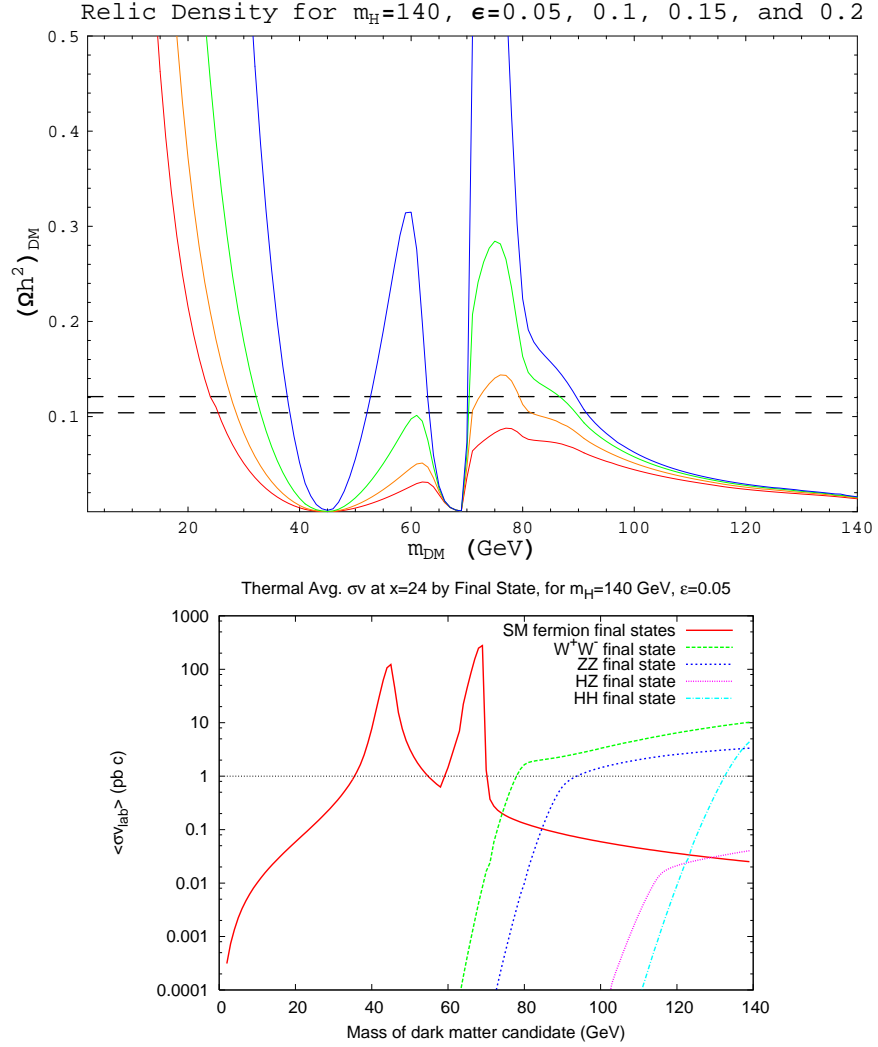 Relic Density for m_H=140, ϵ=0.05, 0.1, 0.15, and 0.2
0.5
0.4
0.3
0.2
0.1
(Ωh²)_DM
20 40 60 80 100 120 140
m_DM (GeV)
Thermal Avg. σv at x=24 by Final State, for m_H=140 GeV, ε=0.05
1000
100
10
1
0.1
0.01
0.001
0.0001
<σv_lab> (pb c)
SM fermion final states
W⁺W⁻ final state
ZZ final state
HZ final state
HH final state
0 20 40 60 80 100 120 140
Mass of dark matter candidate (GeV)